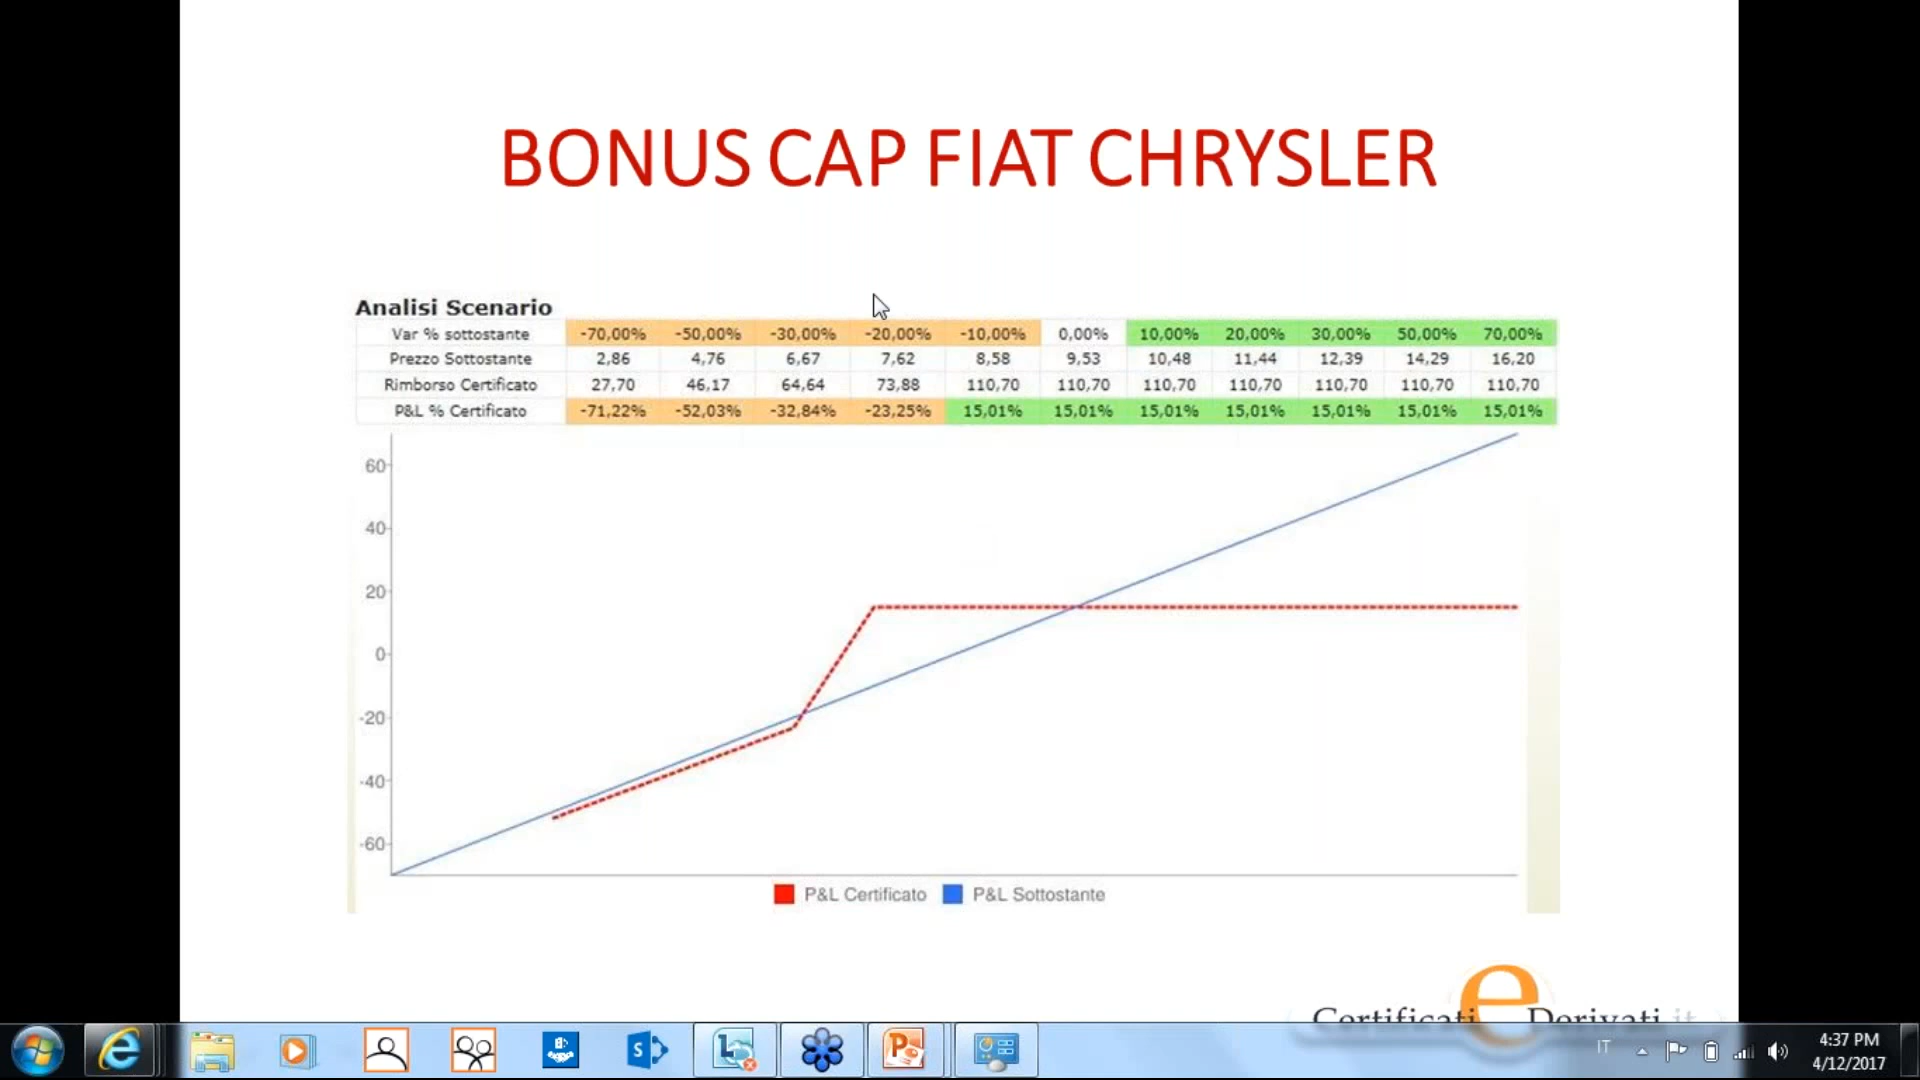 BONUS CAP FIAT CHRYSLER
Analisi Scenario
Var % sottostante -70,00% -50,00% -30,00% -20,00% -10,00% 0,00% 10,00% 20,00% 30,00% 50,00% 70,00%
Prezzo Sottostante 2,86 4,76 6,67 7,62 8,58 9,53 10,48 11,44 12,39 14,29 16,20
Rimborso Certificato 27,70 46,17 64,64 73,88 110,70 110,70 110,70 110,70 110,70 110,70 110,70
P&L % Certificato -71,22% -52,03% -32,84% -23,25% 15,01% 15,01% 15,01% 15,01% 15,01% 15,01% 15,01%
60
40
20
0
-20
-40
-60
P&L Certificato P&L Sottostante
Certificati e Derivati.it
IT
4:37 PM
4/12/2017